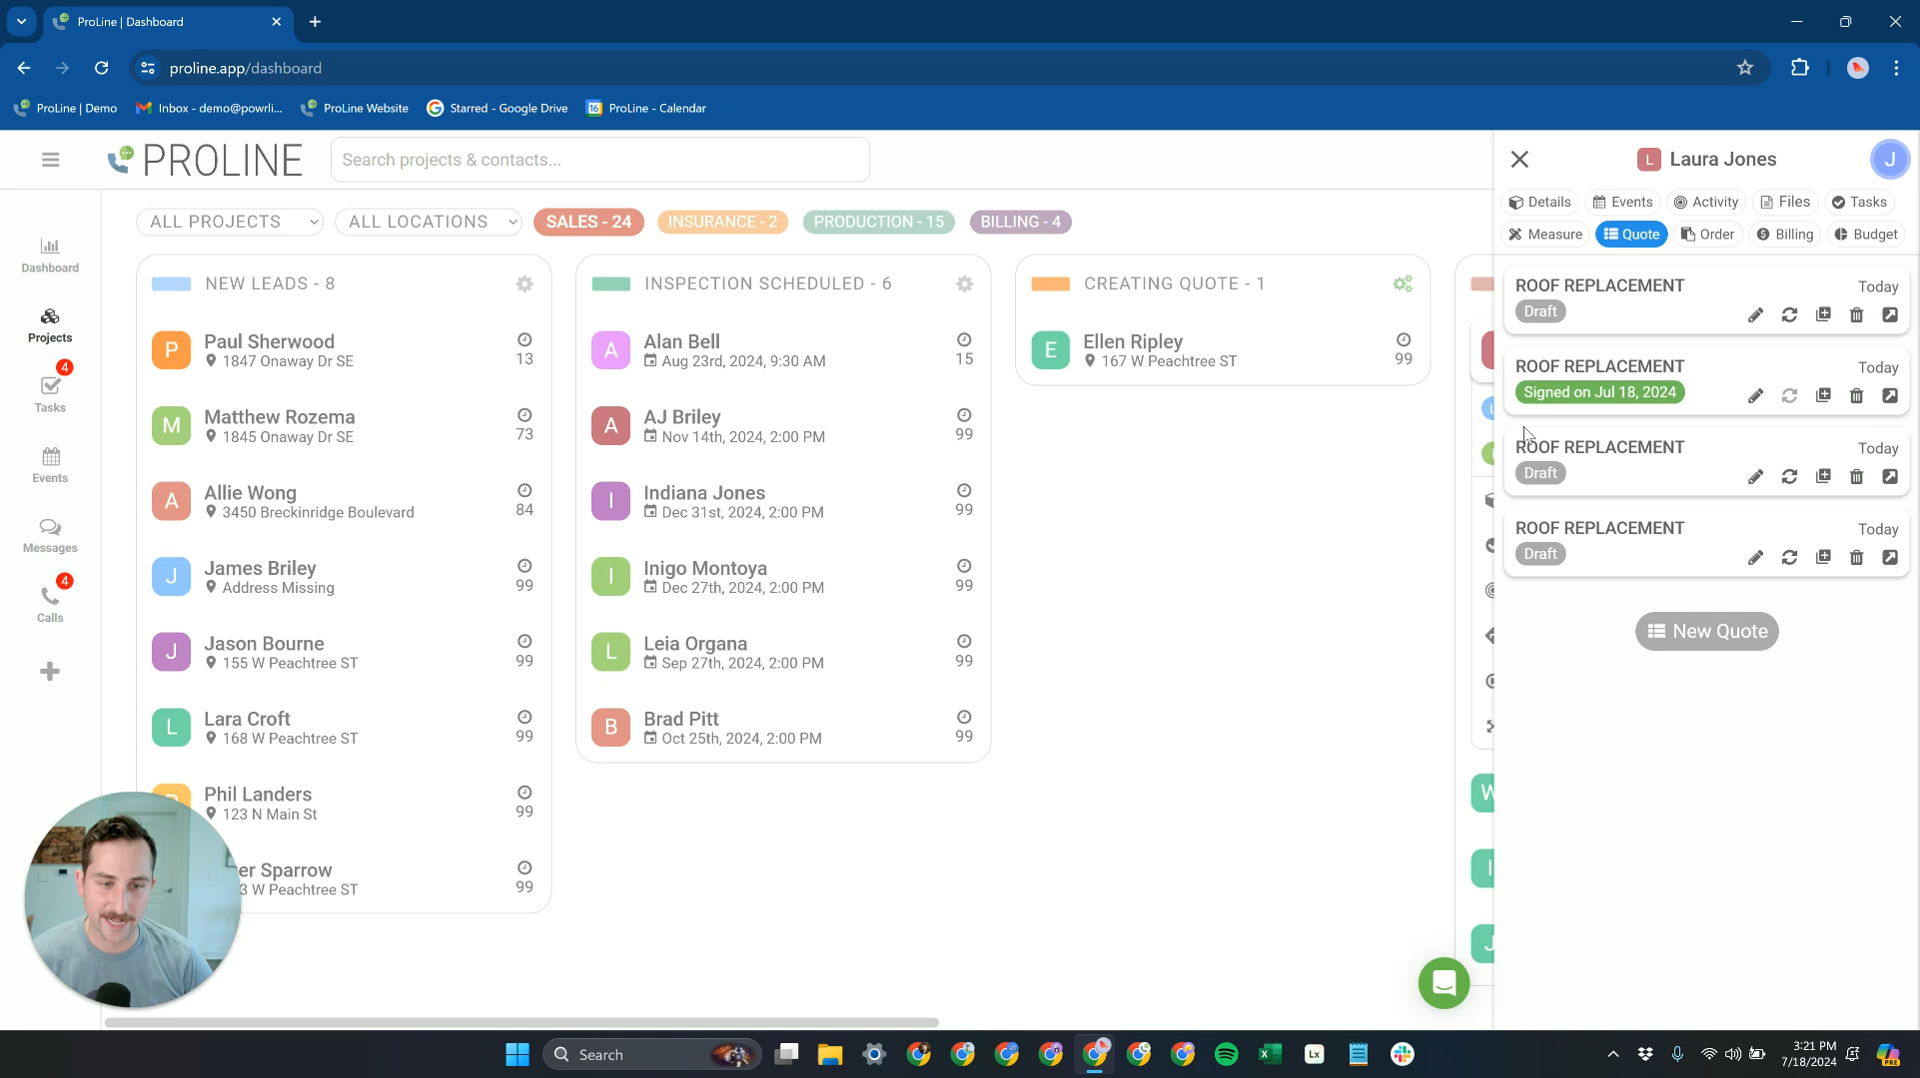 ProLine | Dashboard
proline.app/dashboard
ProLine | Demo
Inbox - demo@powrli...
ProLine Website
Starred - Google Drive
16
ProLine - Calendar
PROLINE
Search projects & contacts...
L
Laura Jones
J
ALL PROJECTS
ALL LOCATIONS
SALES - 24
INSURANCE - 2
PRODUCTION - 15
BILLING - 4
Dashboard
Projects
4
Tasks
Events
Messages
4
Calls
NEW LEADS - 8
P
Paul Sherwood
1847 Onaway Dr SE
13
M
Matthew Rozema
1845 Onaway Dr SE
73
A
Allie Wong
3450 Breckinridge Boulevard
84
J
James Briley
Address Missing
99
J
Jason Bourne
155 W Peachtree ST
99
L
Lara Croft
168 W Peachtree ST
99
Phil Landers
123 N Main St
99
er Sparrow
3 W Peachtree ST
99
INSPECTION SCHEDULED - 6
A
Alan Bell
Aug 23rd, 2024, 9:30 AM
15
A
AJ Briley
Nov 14th, 2024, 2:00 PM
99
I
Indiana Jones
Dec 31st, 2024, 2:00 PM
99
I
Inigo Montoya
Dec 27th, 2024, 2:00 PM
99
L
Leia Organa
Sep 27th, 2024, 2:00 PM
99
B
Brad Pitt
Oct 25th, 2024, 2:00 PM
99
CREATING QUOTE - 1
E
Ellen Ripley
167 W Peachtree ST
99
W
I
J
Details
Events
Activity
Files
Tasks
Measure
Quote
Order
Billing
Budget
ROOF REPLACEMENT
Today
Draft
ROOF REPLACEMENT
Today
Signed on Jul 18, 2024
ROOF REPLACEMENT
Today
Draft
ROOF REPLACEMENT
Today
Draft
New Quote
Search
Lx
3:21 PM
7/18/2024
PRE